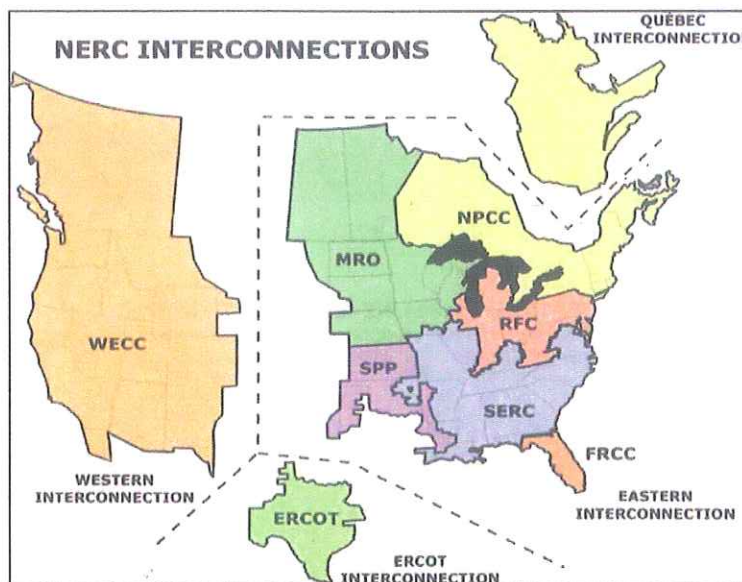 NERC INTERCONNECTIONS
QUÉBEC
INTERCONNECTION
NPCC
MRO
RFC
WECC
SPP
SERC
FRCC
WESTERN
INTERCONNECTION
EASTERN
INTERCONNECTION
ERCOT
ERCOT
INTERCONNECTION